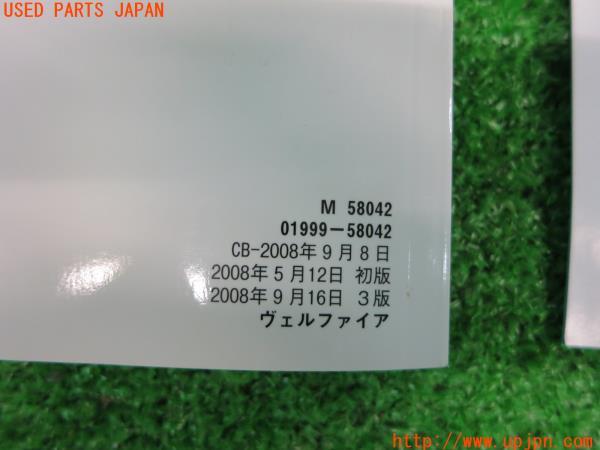 USED PARTS JAPAN
M 58042
01999−58042
CB-2008年9月8日
2008年5月12日 初版
2008年9月16日 3版
ヴェルファイア
http://www.upjpn.com